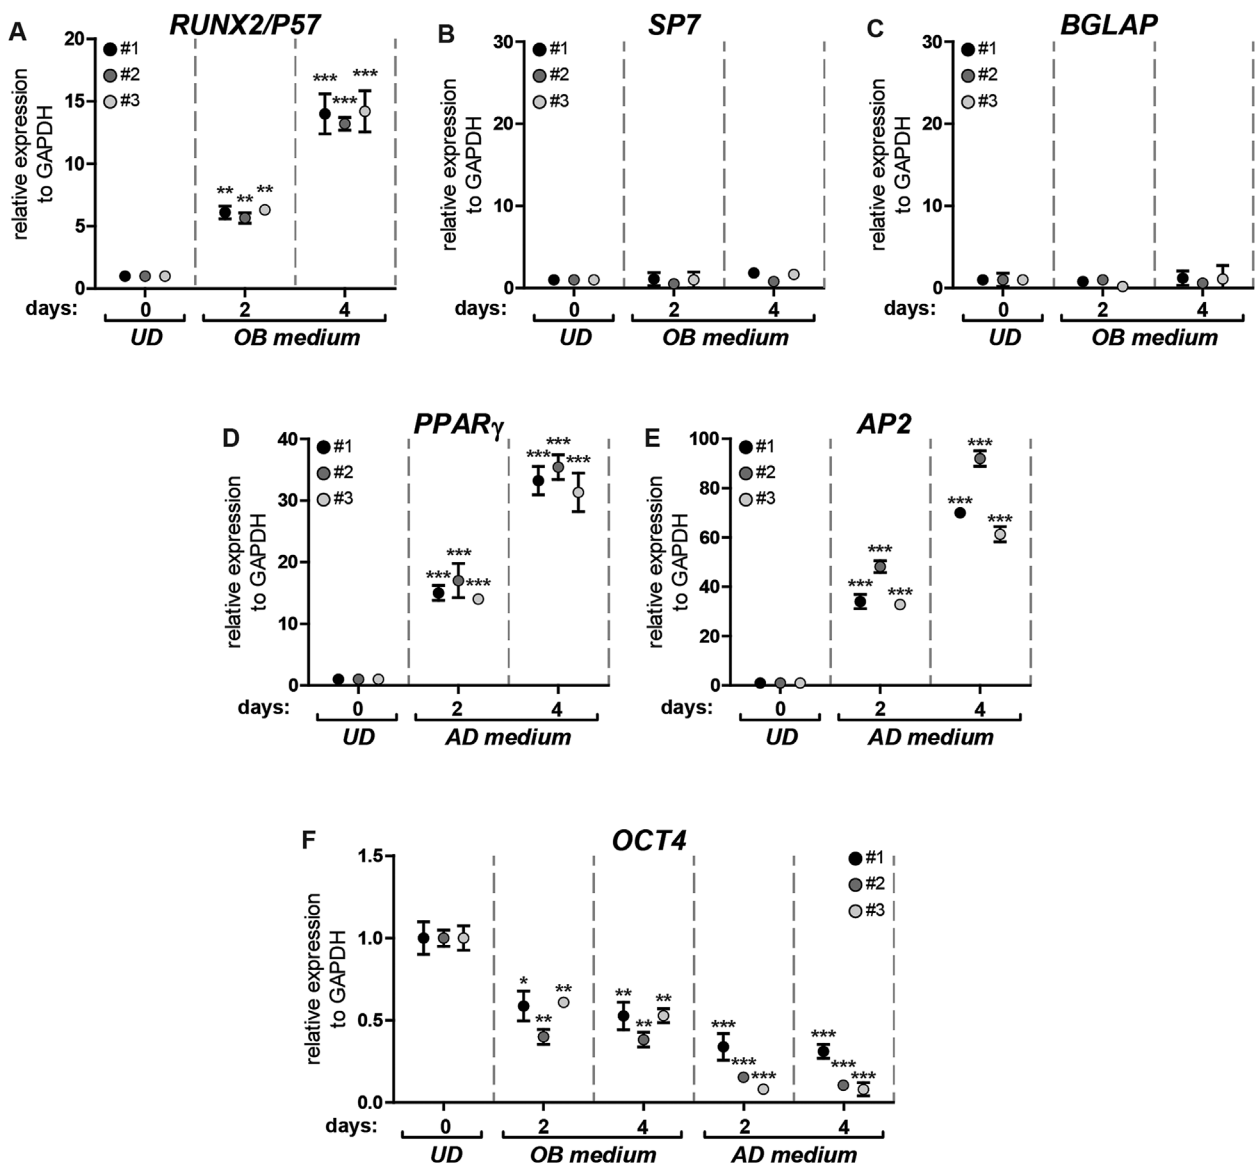 A
RUNX2/P57
relative expression
to GAPDH
20
15
10
5
0
#1
#2
#3
** ** **
*** *** ***
days: 0 2 4
UD OB medium
B
SP7
relative expression
to GAPDH
30
20
10
0
#1
#2
#3
days: 0 2 4
UD OB medium
C
BGLAP
relative expression
to GAPDH
30
20
10
0
#1
#2
#3
days: 0 2 4
UD OB medium
D
PPARγ
relative expression
to GAPDH
40
30
20
10
0
#1
#2
#3
*** *** ***
*** *** ***
days: 0 2 4
UD AD medium
E
AP2
relative expression
to GAPDH
100
80
60
40
20
0
#1
#2
#3
*** *** ***
*** *** ***
days: 0 2 4
UD AD medium
F
OCT4
relative expression
to GAPDH
1.5
1.0
0.5
0.0
#1
#2
#3
* ** **
** ** **
*** *** ***
*** *** ***
days: 0 2 4 2 4
UD OB medium AD medium